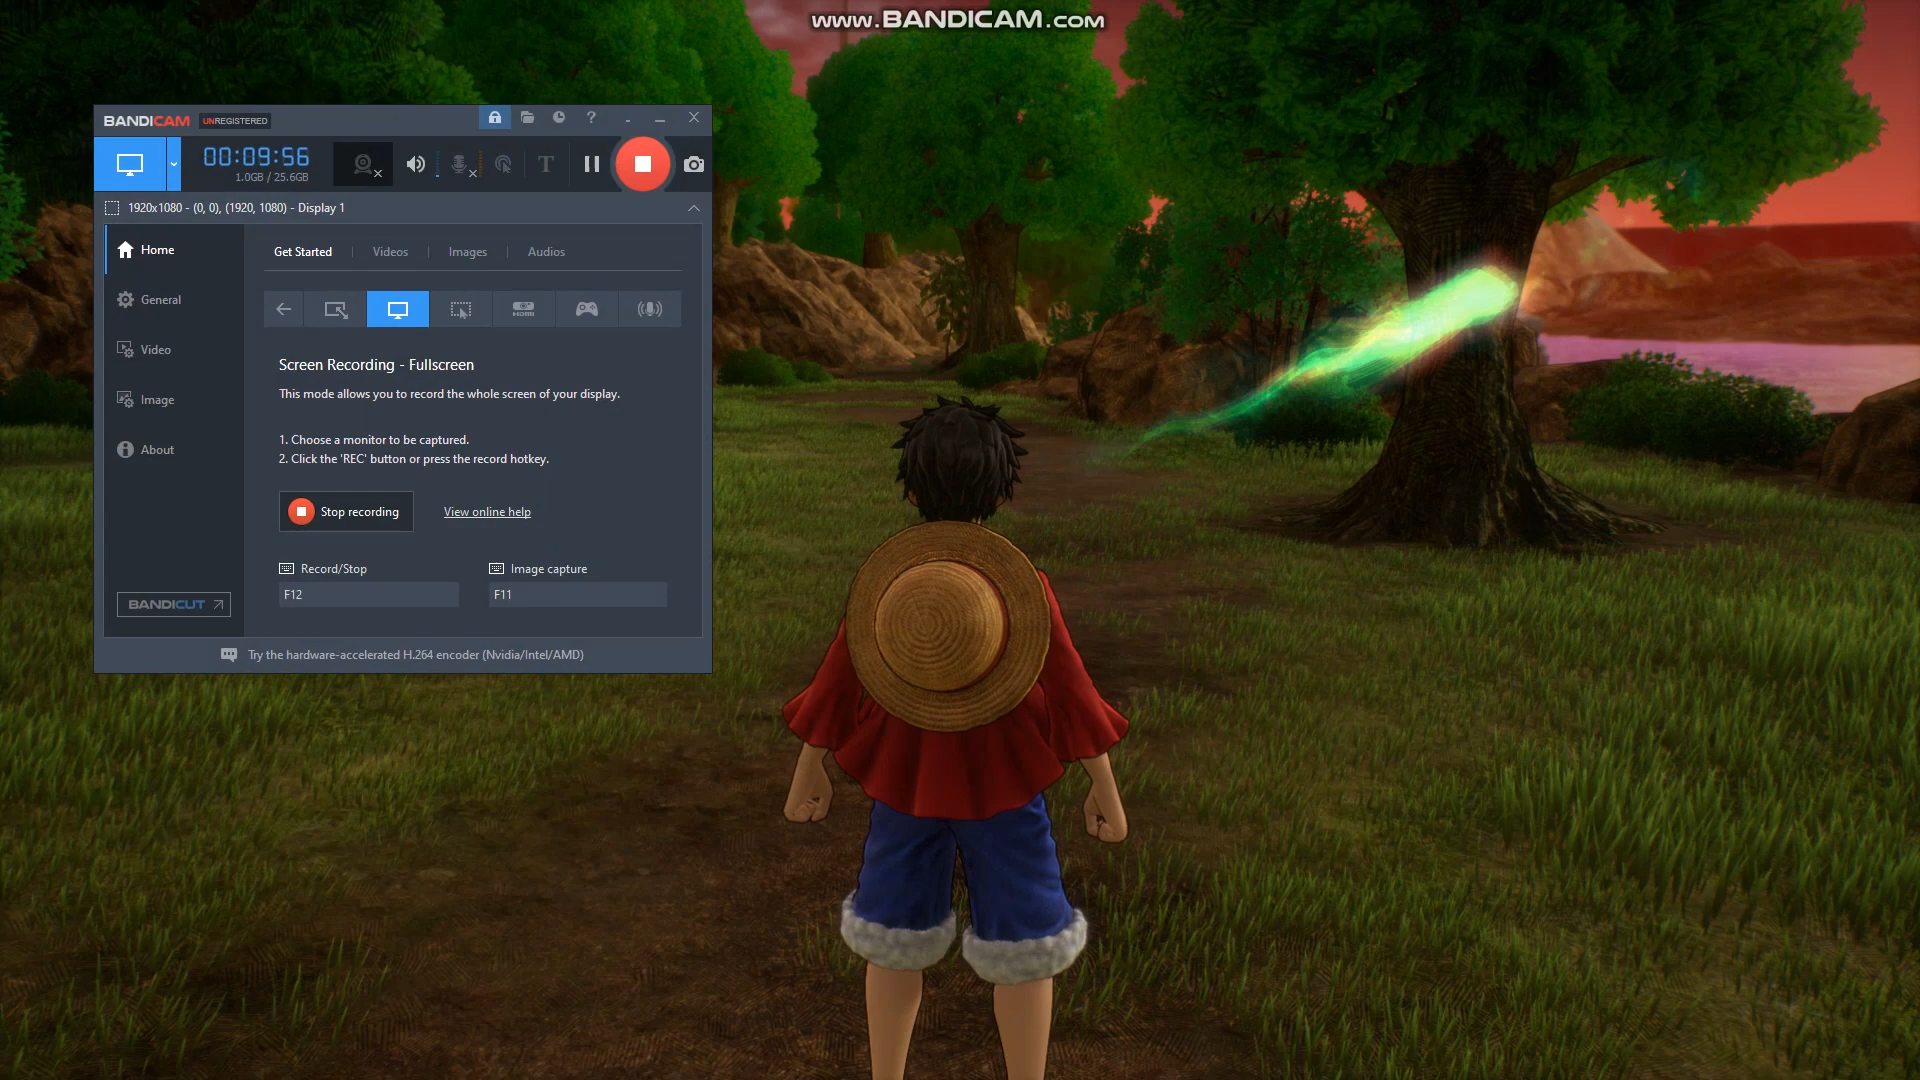 www.BANDICAM.com
BANDICAM UNREGISTERED
00:09:56
1.0GB / 25.6GB
T
1920x1080 - (0, 0), (1920, 1080) - Display 1
Home
General
Video
Image
About
BANDICUT
Get Started
Videos
Images
Audios
HDMI
Screen Recording - Fullscreen
This mode allows you to record the whole screen of your display.
1. Choose a monitor to be captured.
2. Click the 'REC' button or press the record hotkey.
Stop recording
View online help
Record/Stop
Image capture
F12
F11
Try the hardware-accelerated H.264 encoder (Nvidia/Intel/AMD)